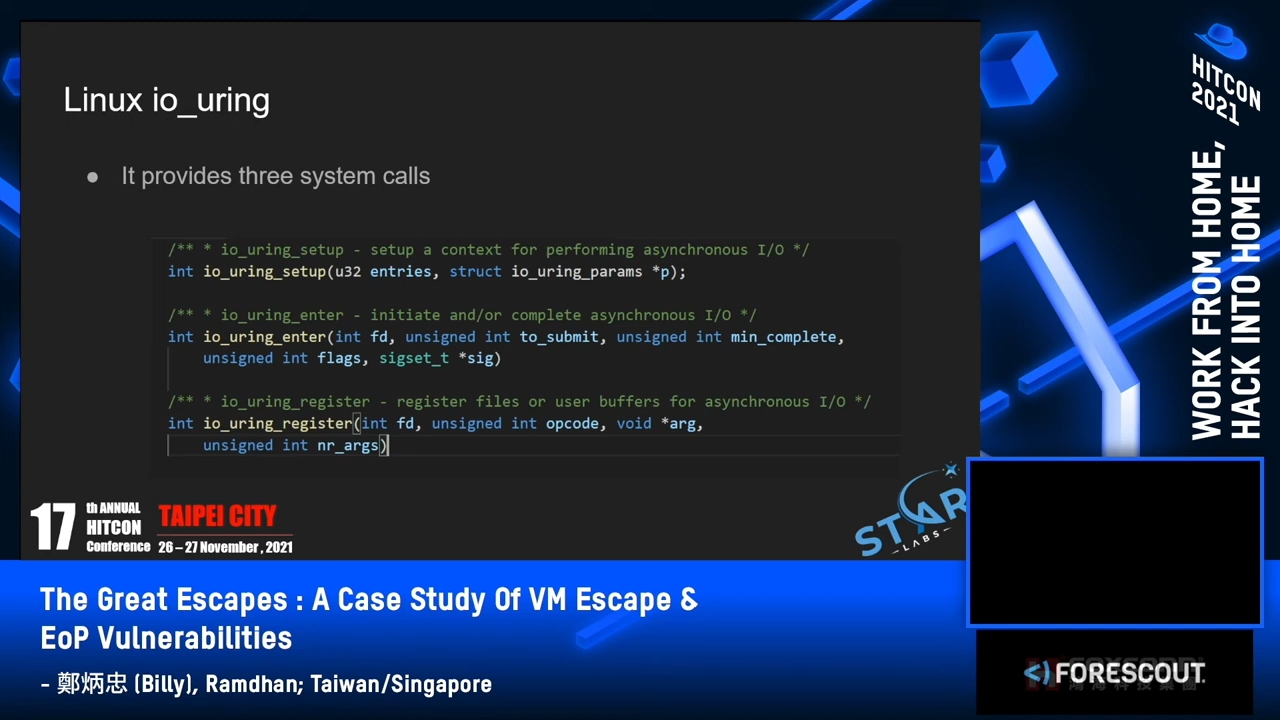 Linux io_uring
● It provides three system calls
/** * io_uring_setup - setup a context for performing asynchronous I/O */
int io_uring_setup(u32 entries, struct io_uring_params *p);
/** * io_uring_enter - initiate and/or complete asynchronous I/O */
int io_uring_enter(int fd, unsigned int to_submit, unsigned int min_complete,
unsigned int flags, sigset_t *sig)
/** * io_uring_register - register files or user buffers for asynchronous I/O */
int io_uring_register(int fd, unsigned int opcode, void *arg,
unsigned int nr_args)
17
th ANNUAL
HITCON
Conference
TAIPEI CITY
26 – 27 November , 2021
STAR
- LABS -
HITCON
2021
WORK FROM HOME,
HACK INTO HOME
The Great Escapes : A Case Study Of VM Escape &
EoP Vulnerabilities
- 鄭炳忠 (Billy), Ramdhan; Taiwan/Singapore
FORESCOUT.